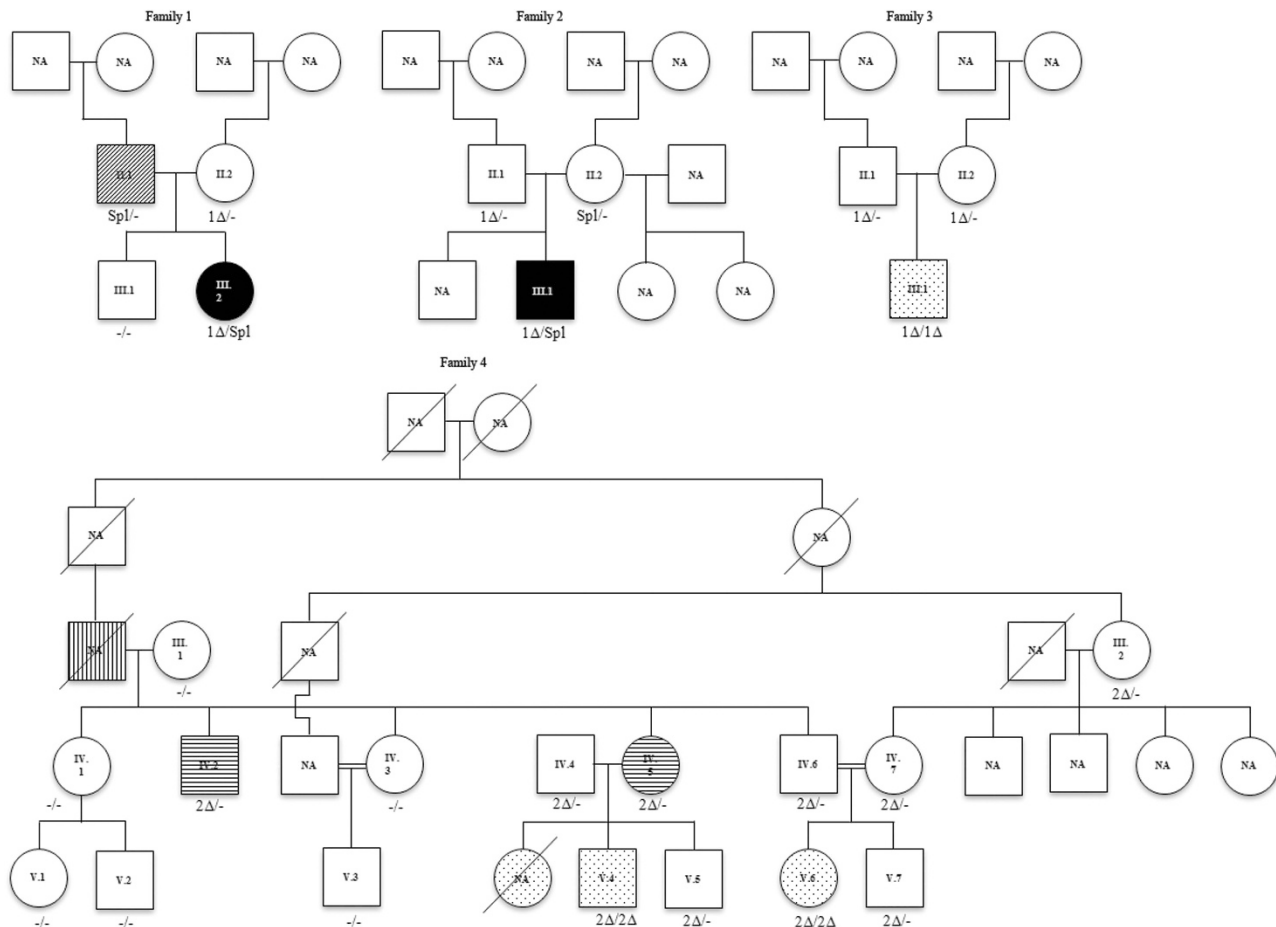 Family 1 Family 2 Family 3
NA NA NA NA NA NA NA NA NA NA NA NA
II.1 II.2 II.1 II.2 NA II.1 II.2
Spl/- 1Δ/- 1Δ/- Spl/- 1Δ/- 1Δ/-
III.1 III. NA III.1 NA NA III.1
2
-/- 1Δ/Spl 1Δ/Spl 1Δ/1Δ
Family 4
NA NA
NA NA
NA III. NA NA III.
1 2
-/- 2Δ/-
IV. IV.2 NA IV. IV.4 IV. IV.6 IV. NA NA NA NA
1 3 5 7
-/- 2Δ/- -/- 2Δ/- 2Δ/- 2Δ/- 2Δ/-
V.1 V.2 V.3 NA V.4 V.5 V.6 V.7
-/- -/- -/- 2Δ/2Δ 2Δ/- 2Δ/2Δ 2Δ/-